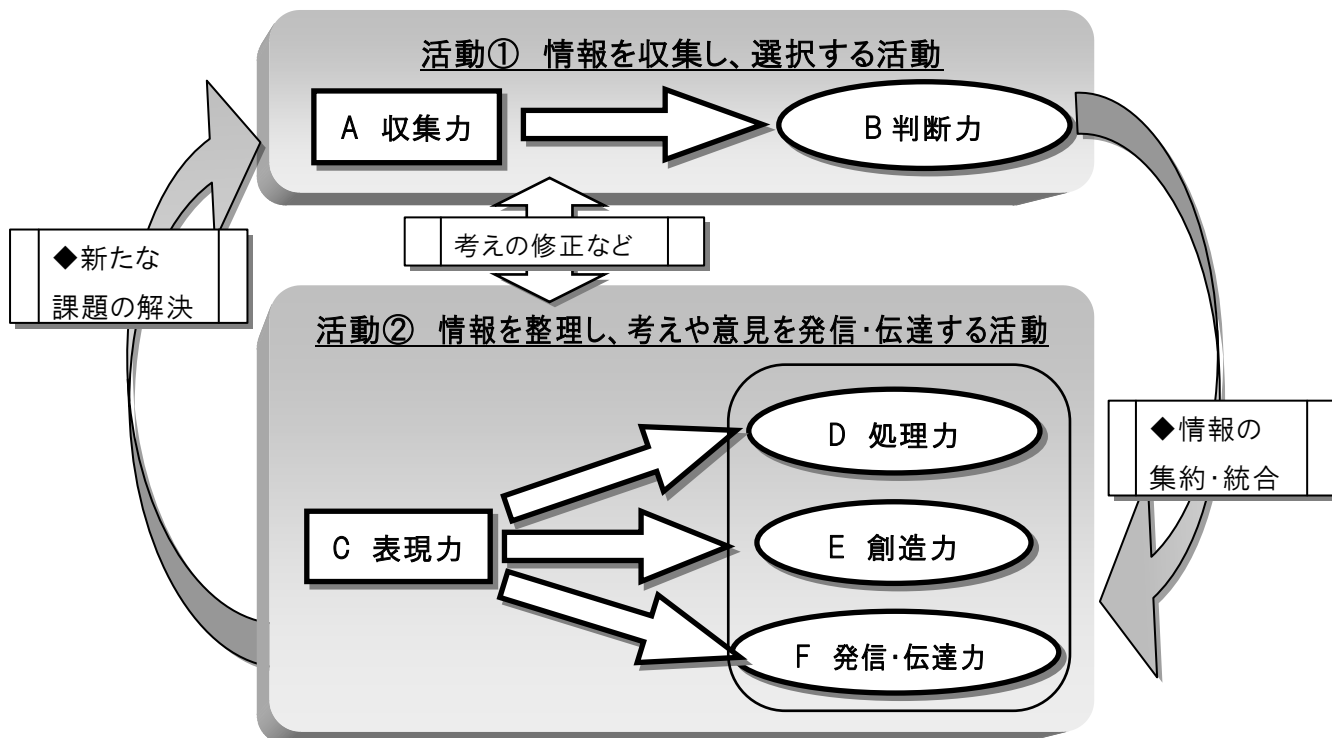 活動① 情報を収集し、選択する活動
A 収集力
B 判断力
考えの修正など
◆新たな
課題の解決
活動② 情報を整理し、考えや意見を発信・伝達する活動
D 処理力
◆情報の
集約・統合
C 表現力
E 創造力
F 発信・伝達力